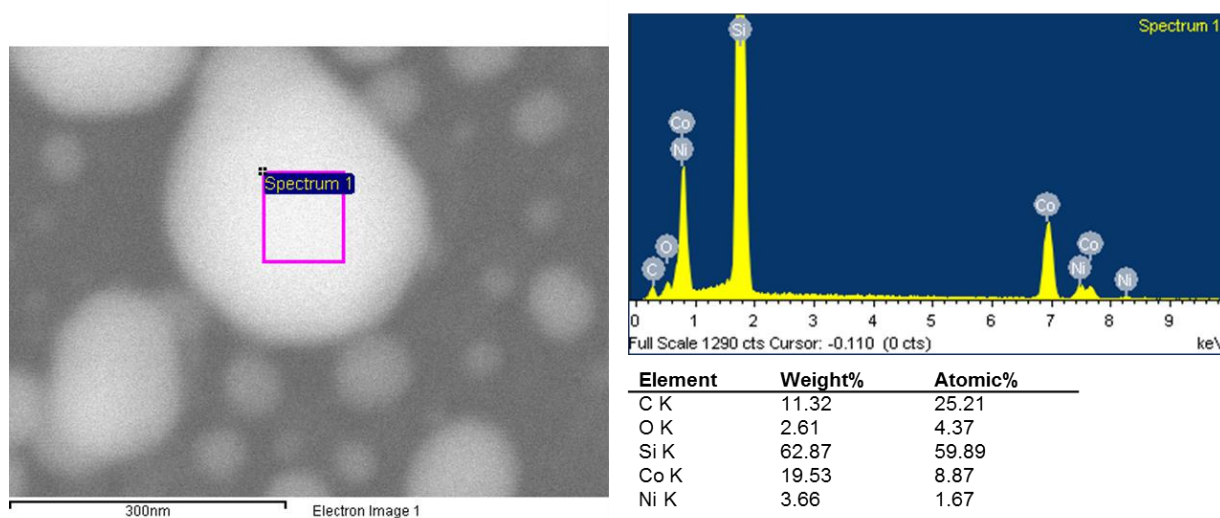 Spectrum 1
300nm
Electron Image 1
Spectrum 1
Si
Co
Ni
O
C
Co
Co
Ni
Ni
0 1 2 3 4 5 6 7 8 9
Full Scale 1290 cts Cursor: -0.110 (0 cts) keV
Element Weight% Atomic%
C K 11.32 25.21
O K 2.61 4.37
Si K 62.87 59.89
Co K 19.53 8.87
Ni K 3.66 1.67